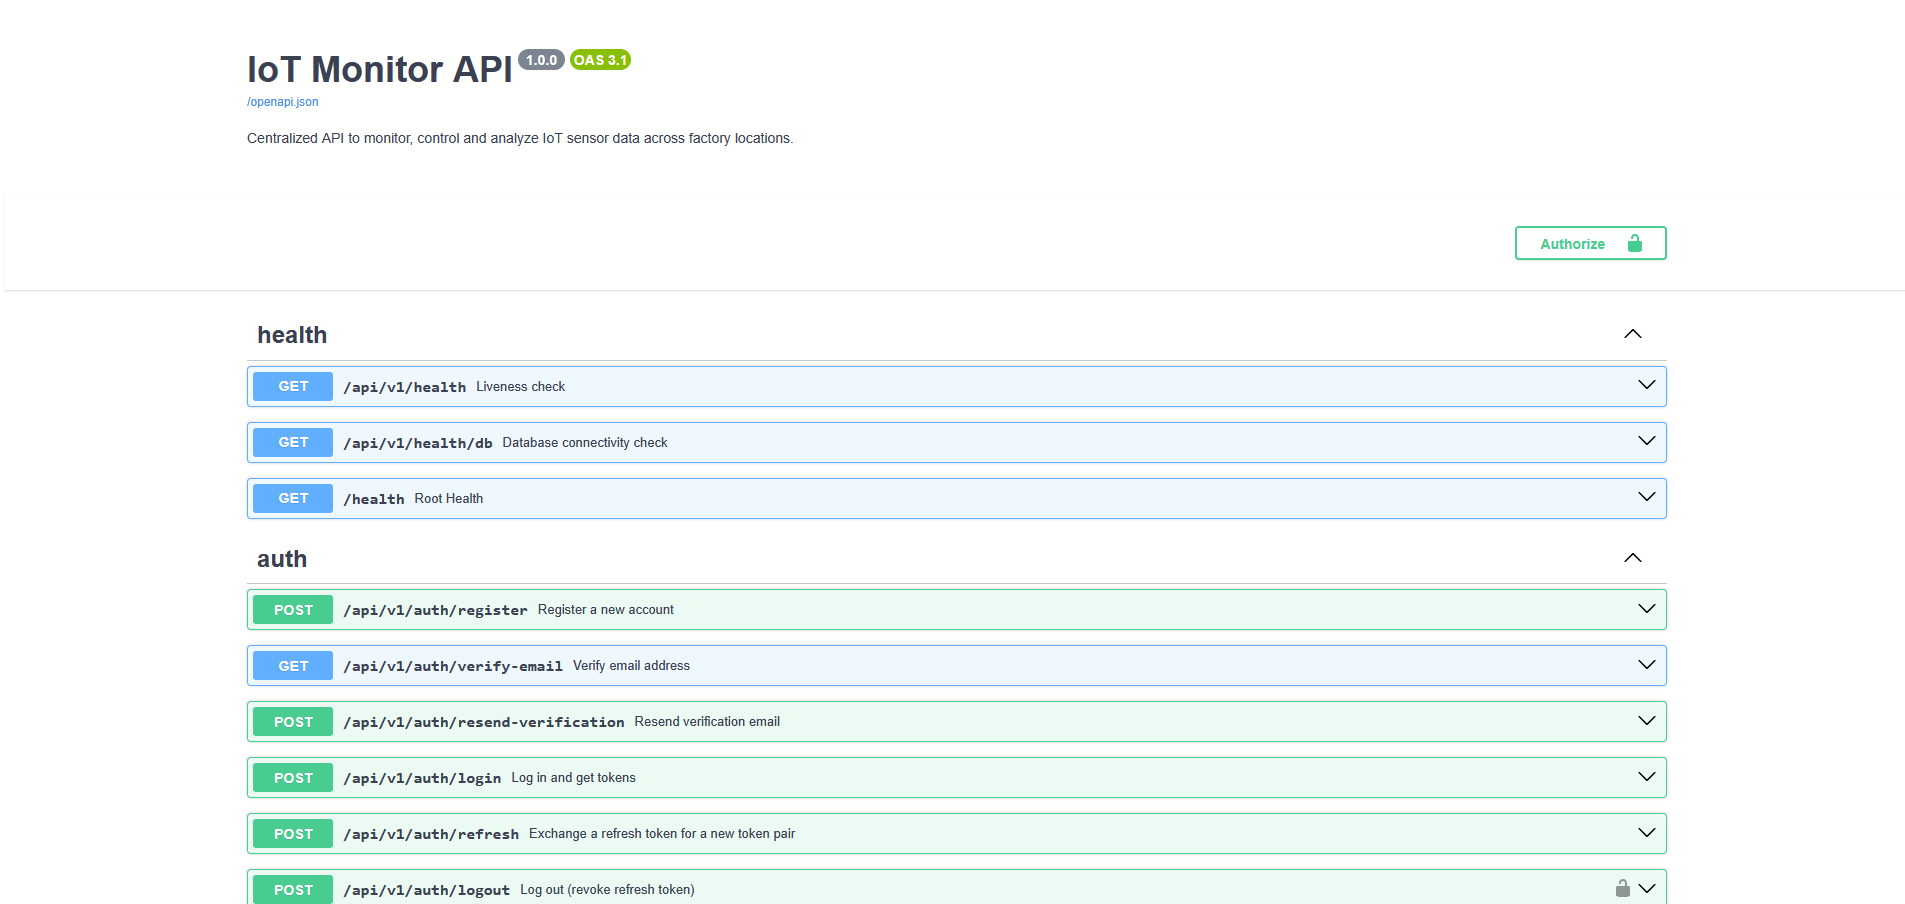 IoT Monitor API 1.0.0 OAS 3.1
/openapi.json
Centralized API to monitor, control and analyze IoT sensor data across factory locations.
Authorize
health
GET /api/v1/health Liveness check
GET /api/v1/health/db Database connectivity check
GET /health Root Health
auth
POST /api/v1/auth/register Register a new account
GET /api/v1/auth/verify-email Verify email address
POST /api/v1/auth/resend-verification Resend verification email
POST /api/v1/auth/login Log in and get tokens
POST /api/v1/auth/refresh Exchange a refresh token for a new token pair
POST /api/v1/auth/logout Log out (revoke refresh token)